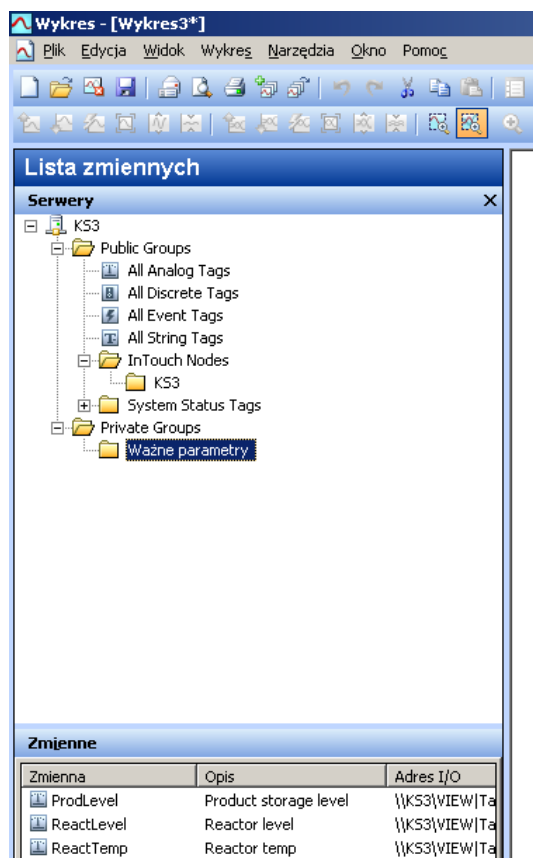 Wykres - [Wykres3*]
Plik Edycja Widok Wykres Narzędzia Okno Pomoc
Lista zmiennych
Serwery
KS3
Public Groups
All Analog Tags
All Discrete Tags
All Event Tags
All String Tags
InTouch Nodes
KS3
System Status Tags
Private Groups
Ważne parametry
Zmienne
Zmienna Opis Adres I/O
ProdLevel Product storage level \\KS3\VIEW|Ta
ReactLevel Reactor level \\KS3\VIEW|Ta
ReactTemp Reactor temp \\KS3\VIEW|Ta